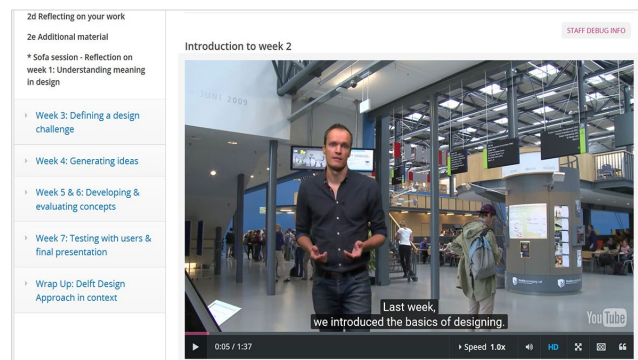 2d Reflecting on your work
2e Additional material
* Sofa session - Reflection on
week 1: Understanding meaning
in design
Week 3: Defining a design
challenge
Week 4: Generating ideas
Week 5 & 6: Developing &
evaluating concepts
Week 7: Testing with users &
final presentation
Wrap Up: Delft Design
Approach in context
STAFF DEBUG INFO
Introduction to week 2
JUNI 2009
Last week,
we introduced the basics of designing.
YouTube
0:05 / 1:37
Speed 1.0x
HD